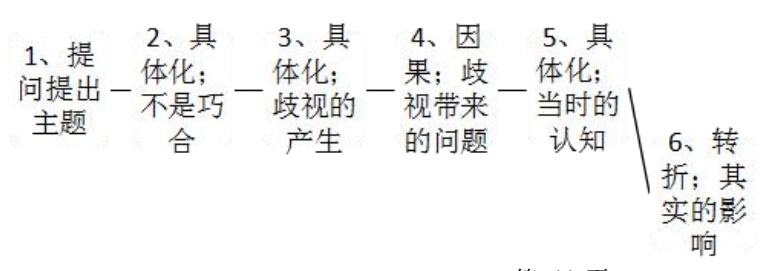 1、提
问提出
主题
2、具
体化；
不是巧
合
3、具
体化；
歧视的
产生
4、因
果；歧
视带来
的问题
5、具
体化；
当时的
认知
6、转
折；其
实的影
响